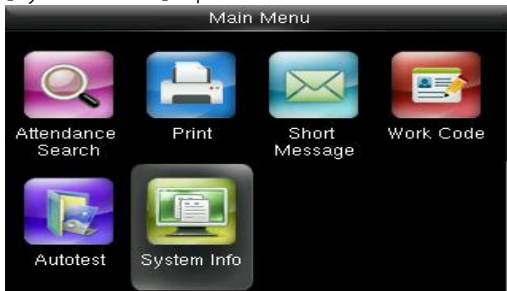 Main Menu
Attendance
Search
Print
Short
Message
Work Code
Autotest
System Info